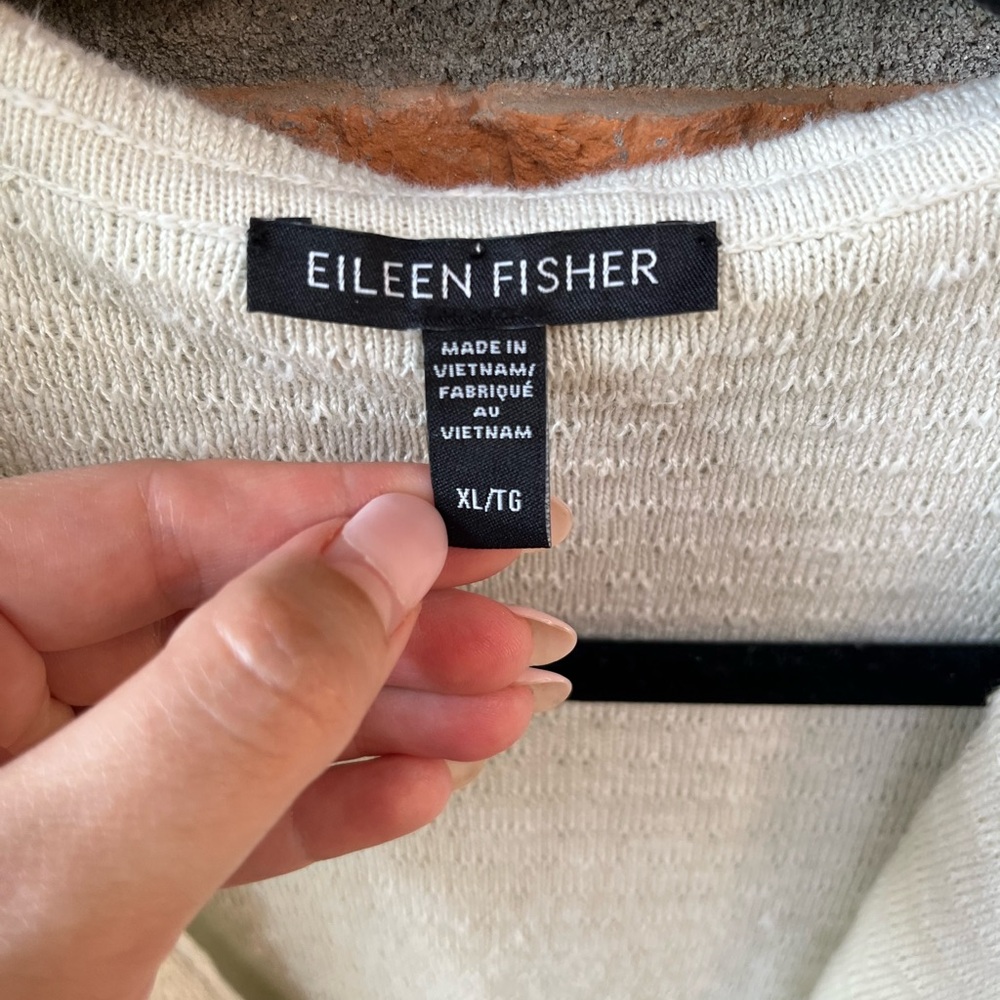 EILEEN FISHER
MADE IN
VIETNAM/
FABRIQUÉ
AU
VIETNAM
XL/TG